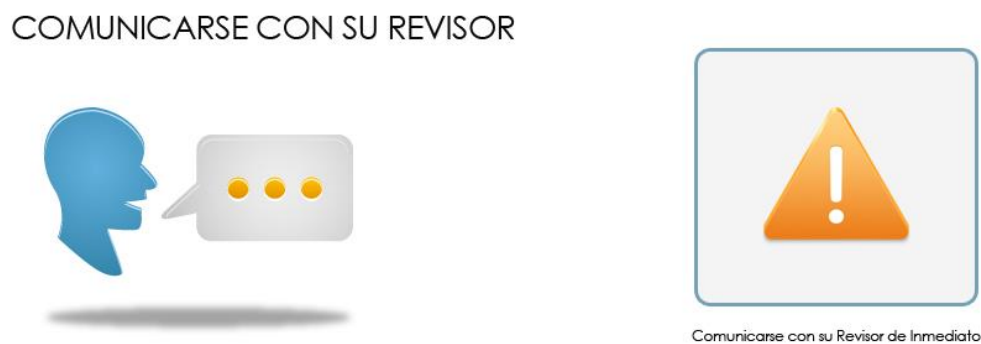 COMUNICARSE CON SU REVISOR
Comunicarse con su Revisor de Inmediato